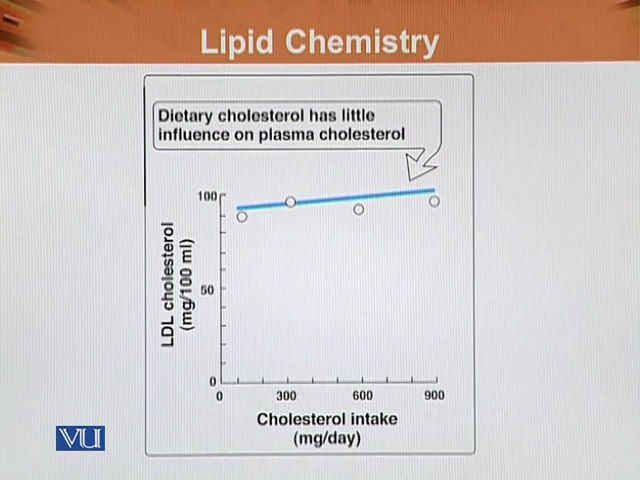 Lipid Chemistry
Dietary cholesterol has little
influence on plasma cholesterol
100
50
0
LDL cholesterol
(mg/100 ml)
0 300 600 900
Cholesterol intake
(mg/day)
VU